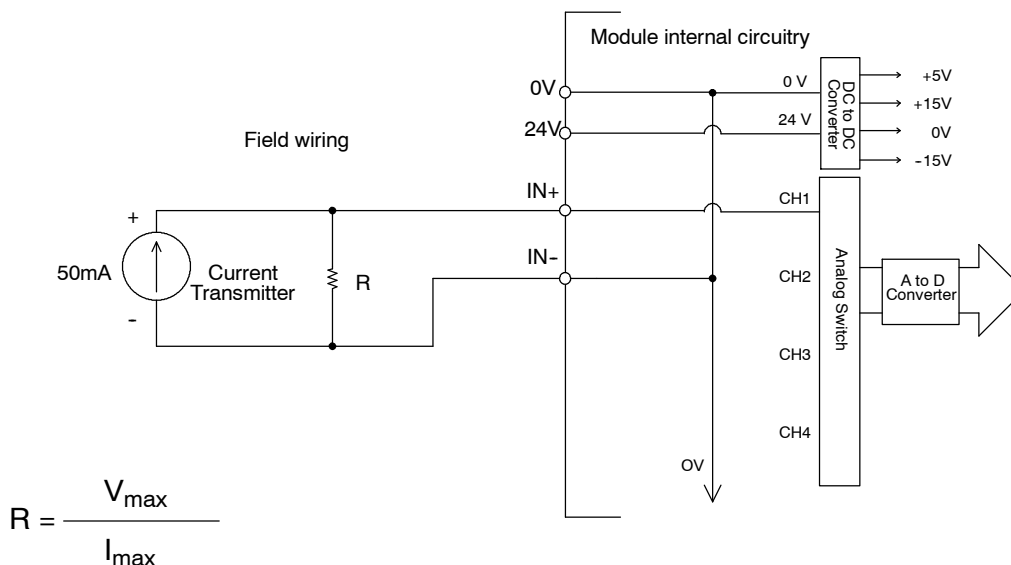 Module internal circuitry
0V
24V
0 V
24 V
DC to DC
Converter
+5V
+15V
0V
-15V
Field wiring
IN+
IN-
+
50mA
-
Current
Transmitter
R
CH1
CH2
CH3
CH4
Analog Switch
A to D
Converter
OV
R = V_max / I_max